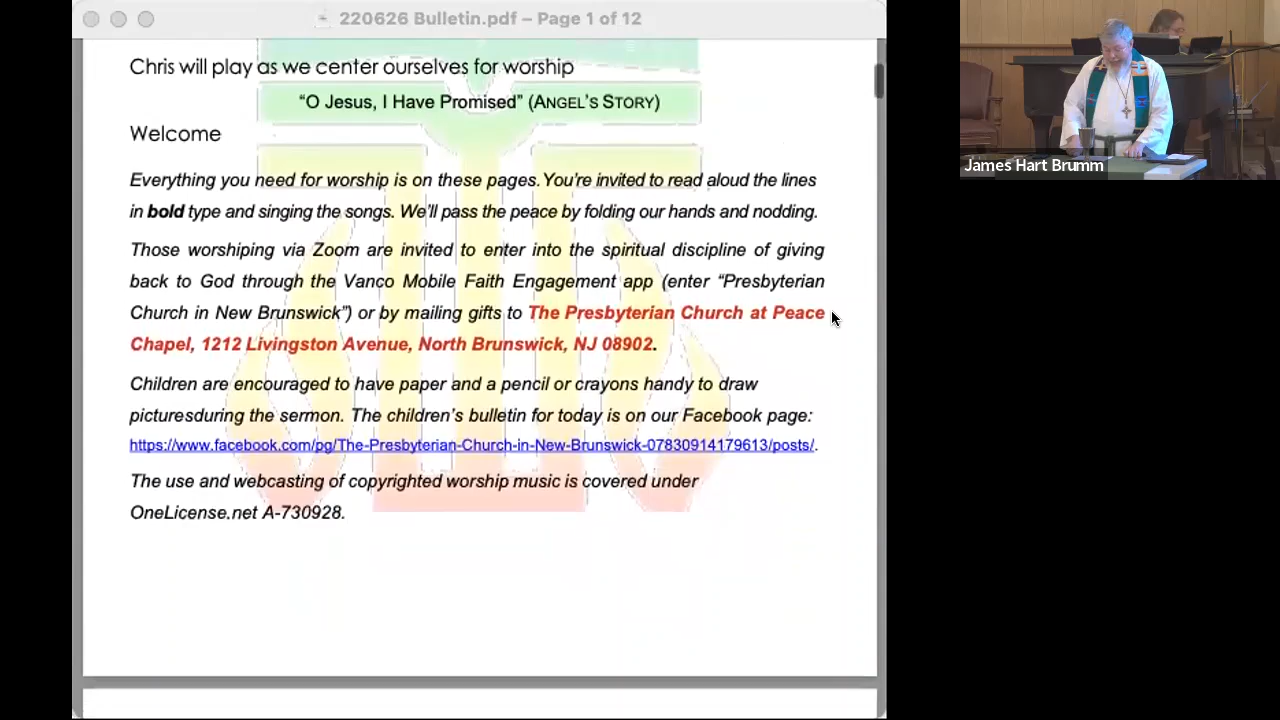 220626 Bulletin.pdf – Page 1 of 12
Chris will play as we center ourselves for worship
“O Jesus, I Have Promised” (ANGEL’S STORY)
Welcome
Everything you need for worship is on these pages. You’re invited to read aloud the lines
in bold type and singing the songs. We’ll pass the peace by folding our hands and nodding.
Those worshiping via Zoom are invited to enter into the spiritual discipline of giving
back to God through the Vanco Mobile Faith Engagement app (enter “Presbyterian
Church in New Brunswick”) or by mailing gifts to The Presbyterian Church at Peace
Chapel, 1212 Livingston Avenue, North Brunswick, NJ 08902.
Children are encouraged to have paper and a pencil or crayons handy to draw
picturesduring the sermon. The children’s bulletin for today is on our Facebook page:
https://www.facebook.com/pg/The-Presbyterian-Church-in-New-Brunswick-07830914179613/posts/.
The use and webcasting of copyrighted worship music is covered under
OneLicense.net A-730928.
James Hart Brumm